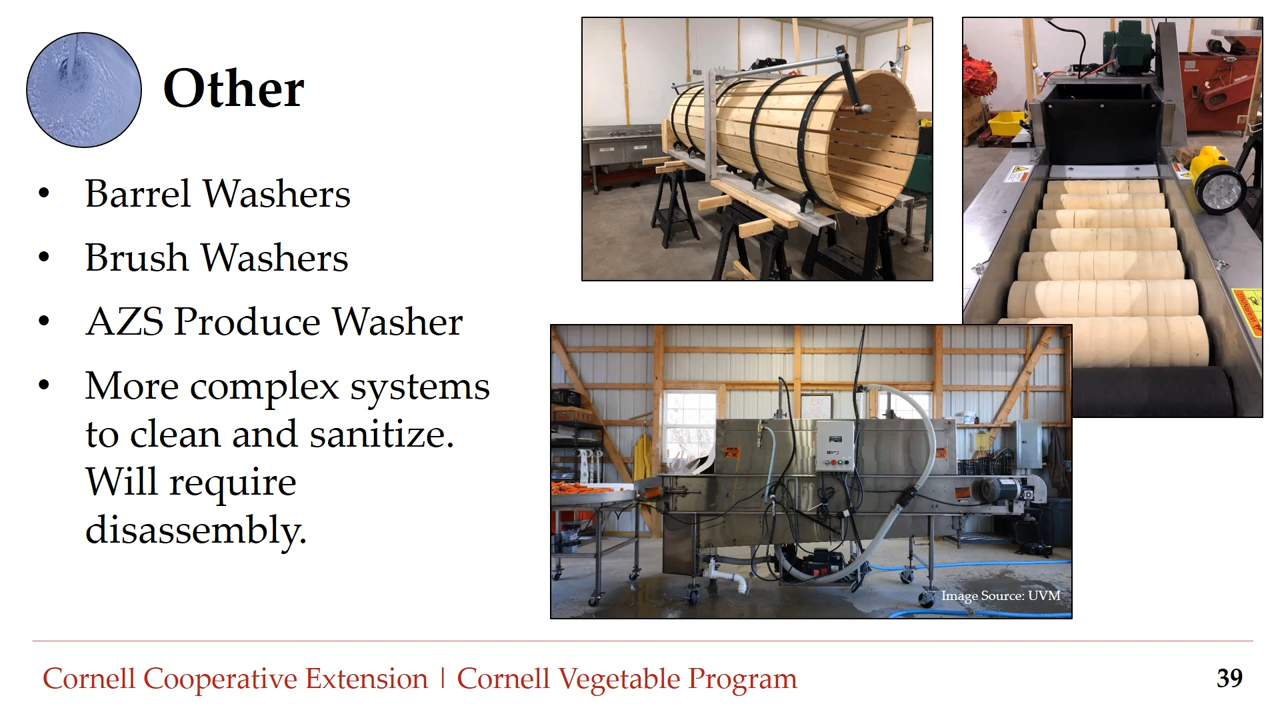 Other
• Barrel Washers
• Brush Washers
• AZS Produce Washer
• More complex systems
to clean and sanitize.
Will require
disassembly.
Image Source: UVM
Cornell Cooperative Extension | Cornell Vegetable Program
39